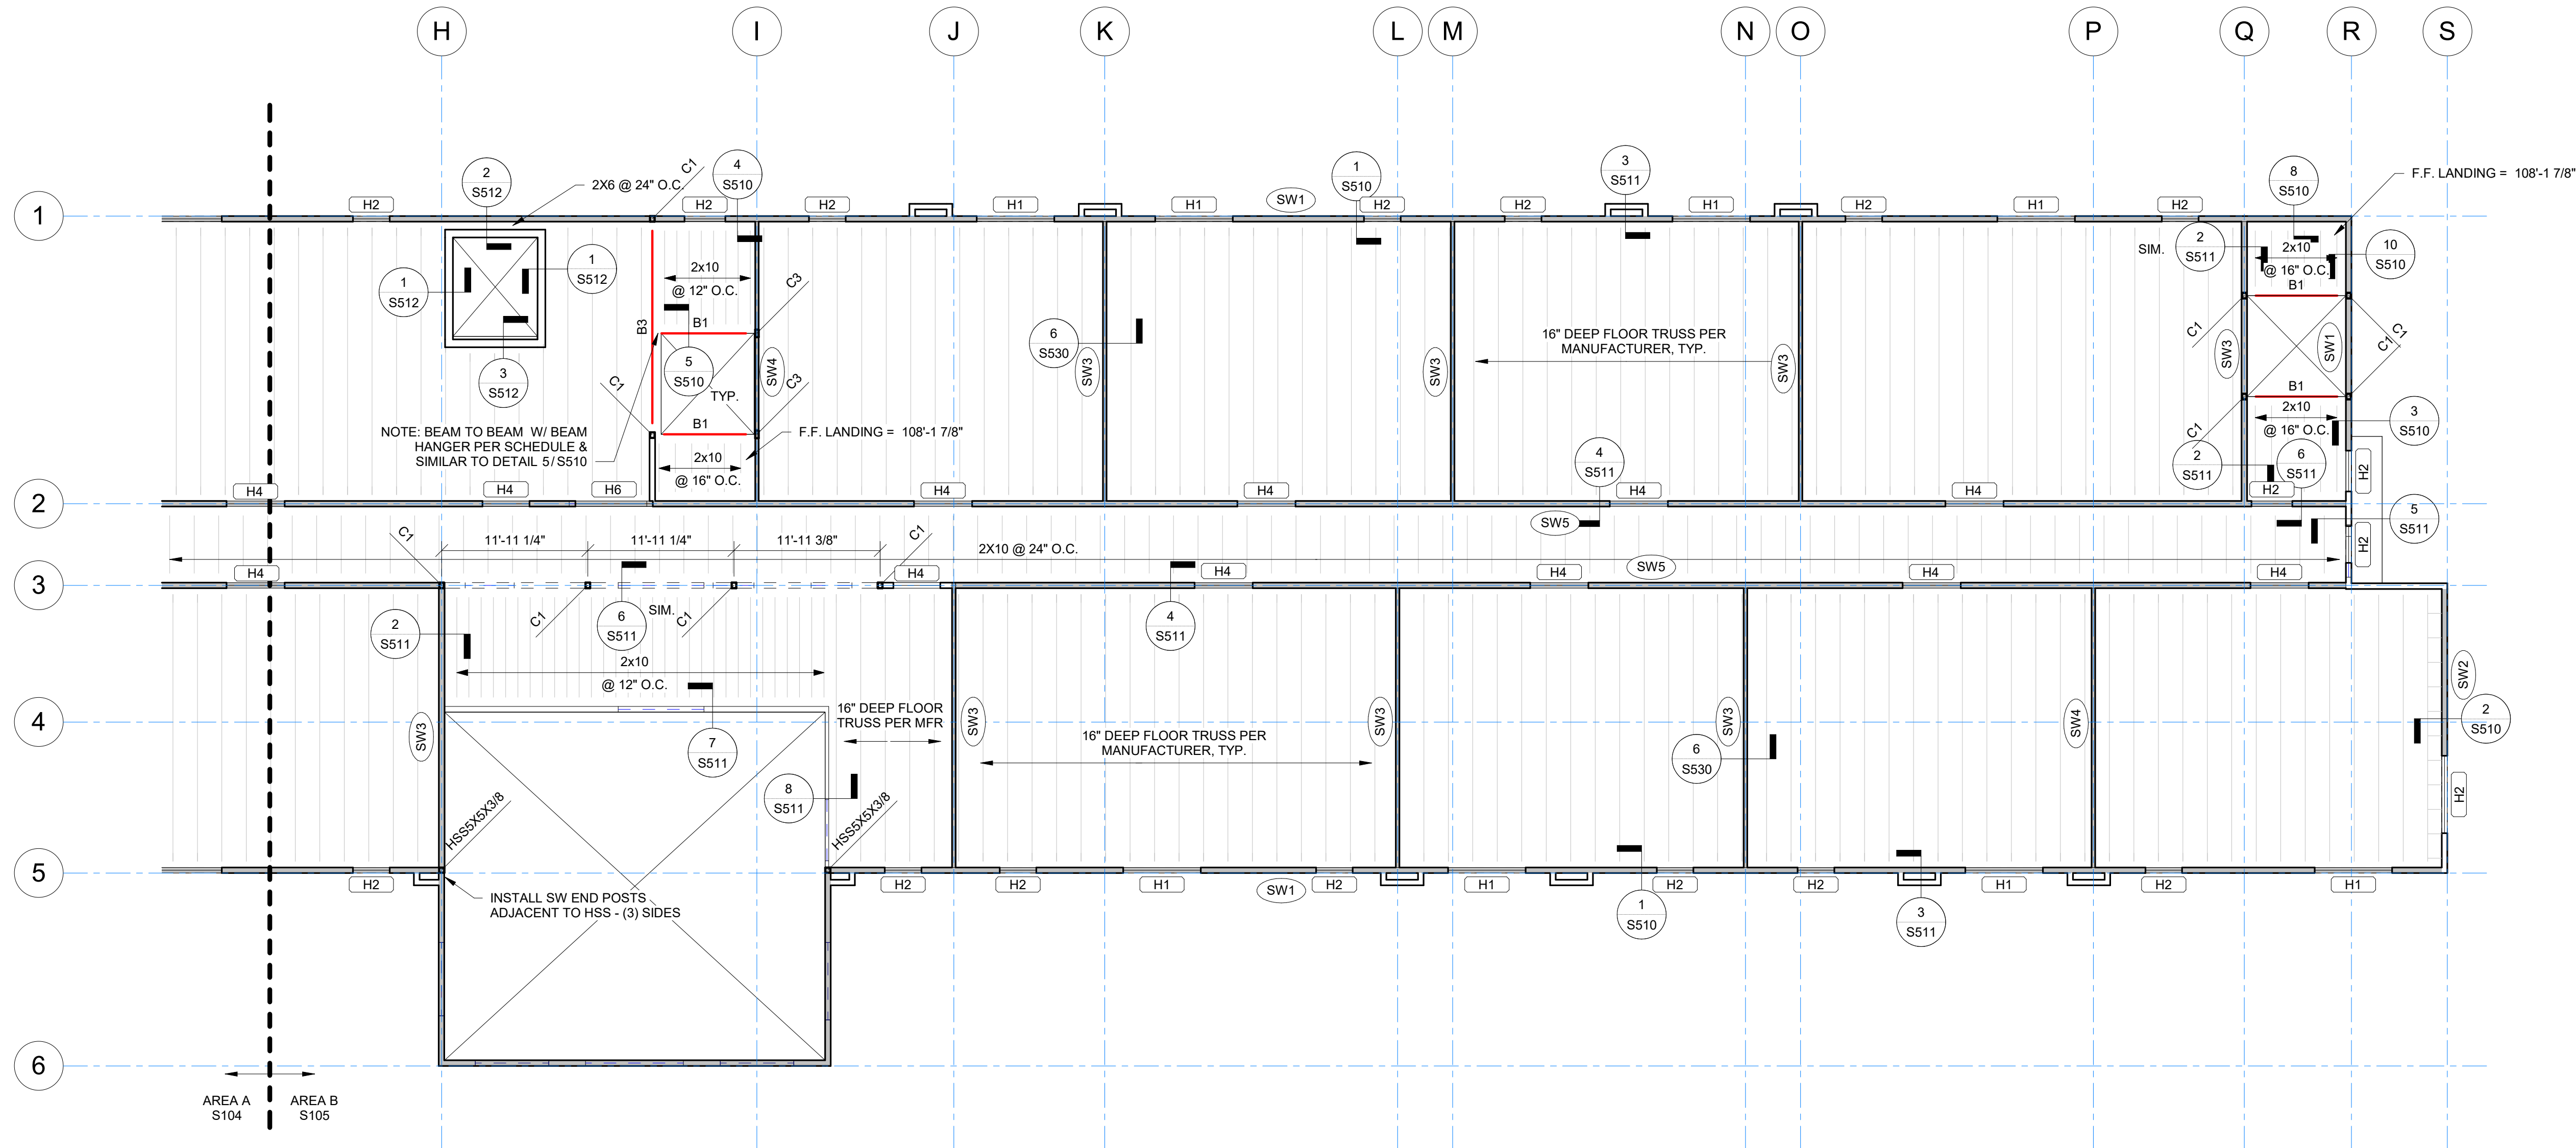 H
I
J
K
L
M
N
O
P
Q
R
S
1
2
S512
2X6 @ 24" O.C.
C1
4
S510
1
S510
3
S511
8
S510
F.F. LANDING = 108'-1 7/8"
H2
H2
H2
H1
H1
SW1
H2
H2
H1
H2
H1
H2
1
S512
1
S512
3
S512
2x10
@ 12" O.C.
C3
B3
B1
5
S510
TYP.
SW4
C3
C1
B1
NOTE: BEAM TO BEAM W/ BEAM
HANGER PER SCHEDULE &
SIMILAR TO DETAIL 5/S510
F.F. LANDING = 108'-1 7/8"
2x10
@ 16" O.C.
6
S530
SW3
SW3
16" DEEP FLOOR TRUSS PER
MANUFACTURER, TYP.
SW3
SIM.
2
S511
2x10
@ 16" O.C.
10
S510
B1
C1
SW3
SW1
C1
C1
B1
C1
2x10
@ 16" O.C.
3
S510
2
S511
6
S511
4
S511
2
H4
H4
H6
H4
H4
H4
H4
H2
H2
C1
11'-11 1/4"
11'-11 1/4"
11'-11 3/8"
C1
2X10 @ 24" O.C.
SW5
SW5
H2
5
S511
3
H4
H4
H4
H4
H4
H4
2
S511
C1
6
S511
SIM.
C1
4
S511
2x10
@ 12" O.C.
4
SW3
7
S511
16" DEEP FLOOR
TRUSS PER MFR
SW3
16" DEEP FLOOR TRUSS PER
MANUFACTURER, TYP.
SW3
SW3
6
S530
SW4
SW2
2
S510
H2
8
S511
HSS5X5X3/8
HSS5X5X3/8
5
H2
H2
H2
H1
SW1
H2
H1
H2
H2
H1
H2
H1
INSTALL SW END POSTS
ADJACENT TO HSS - (3) SIDES
1
S510
3
S511
6
AREA A
S104
AREA B
S105